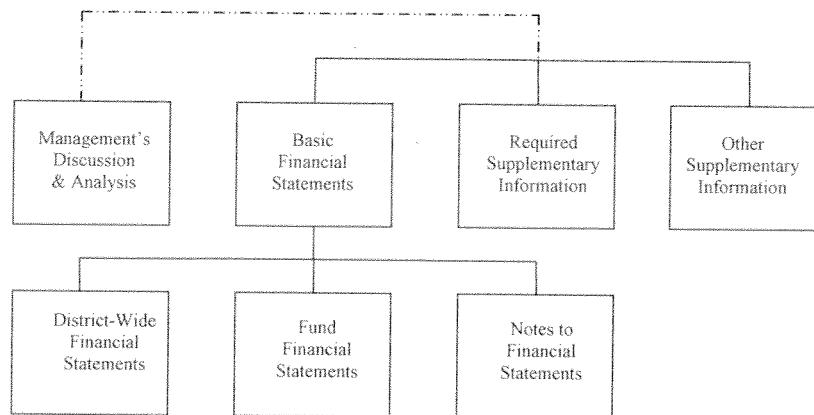 Management's
Discussion
& Analysis
Basic
Financial
Statements
Required
Supplementary
Information
Other
Supplementary
Information
District-Wide
Financial
Statements
Fund
Financial
Statements
Notes to
Financial
Statements